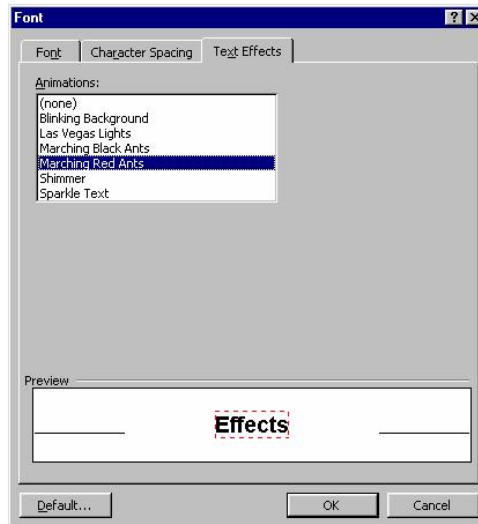 Font
Font Character Spacing Text Effects
Animations:
(none)
Blinking Background
Las Vegas Lights
Marching Black Ants
Marching Red Ants
Shimmer
Sparkle Text
Preview
Effects
Default... OK Cancel